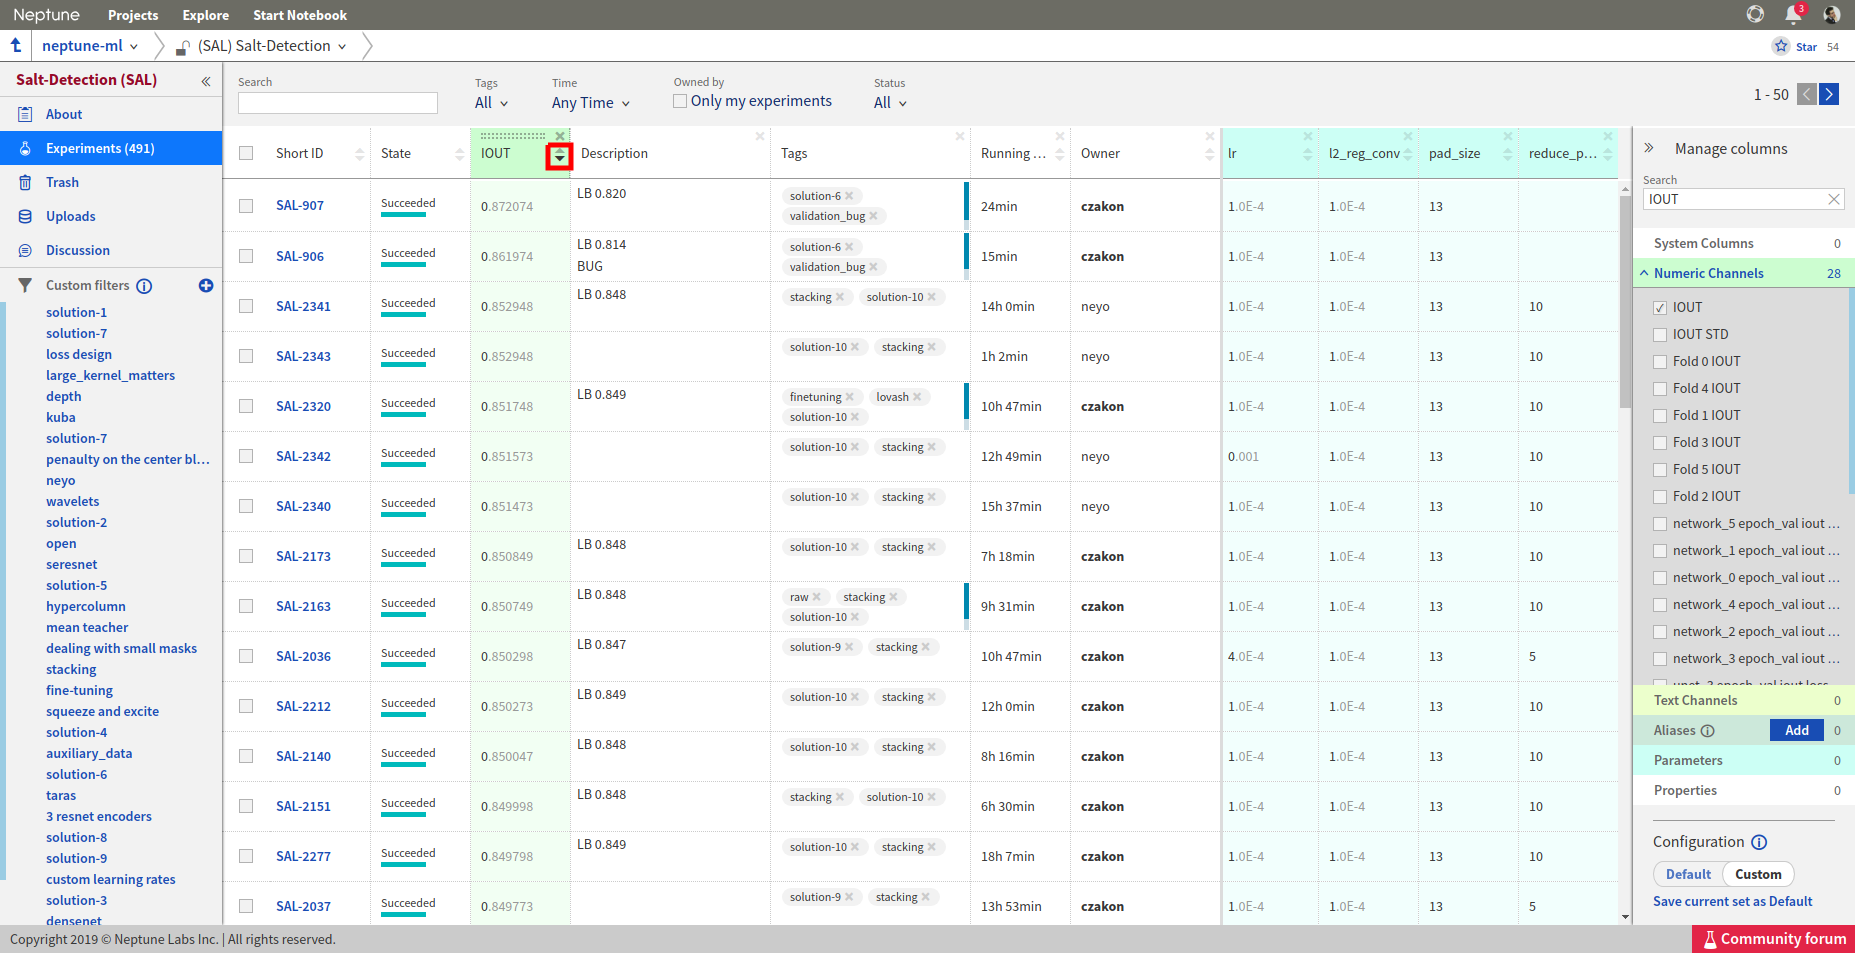 Neptune Projects Explore Start Notebook 3
neptune-ml (SAL) Salt-Detection Star 54
Salt-Detection (SAL)
About
Experiments (491)
Trash
Uploads
Discussion
Custom filters
solution-1
solution-7
loss design
large_kernel_matters
depth
kuba
solution-7
penaulty on the center bl...
neyo
wavelets
solution-2
open
seresnet
solution-5
hypercolumn
mean teacher
dealing with small masks
stacking
fine-tuning
squeeze and excite
solution-4
auxiliary_data
solution-6
taras
3 resnet encoders
solution-8
solution-9
custom learning rates
solution-3
densenet
Search Tags Time Owned by Status
All Any Time Only my experiments All 1 - 50
Short ID State IOUT Description Tags Running ... Owner lr l2_reg_conv pad_size reduce_p...
SAL-907 Succeeded 0.872074 LB 0.820 solution-6 validation_bug 24min czakon 1.0E-4 1.0E-4 13
SAL-906 Succeeded 0.861974 LB 0.814 BUG solution-6 validation_bug 15min czakon 1.0E-4 1.0E-4 13
SAL-2341 Succeeded 0.852948 LB 0.848 stacking solution-10 14h 0min neyo 1.0E-4 1.0E-4 13 10
SAL-2343 Succeeded 0.852948 solution-10 stacking 1h 2min neyo 1.0E-4 1.0E-4 13 10
SAL-2320 Succeeded 0.851748 LB 0.849 finetuning lovash solution-10 10h 47min czakon 1.0E-4 1.0E-4 13 10
SAL-2342 Succeeded 0.851573 solution-10 stacking 12h 49min neyo 0.001 1.0E-4 13 10
SAL-2340 Succeeded 0.851473 solution-10 stacking 15h 37min neyo 1.0E-4 1.0E-4 13 10
SAL-2173 Succeeded 0.850849 LB 0.848 solution-10 stacking 7h 18min czakon 1.0E-4 1.0E-4 13 10
SAL-2163 Succeeded 0.850749 LB 0.848 raw stacking solution-10 9h 31min czakon 1.0E-4 1.0E-4 13 10
SAL-2036 Succeeded 0.850298 LB 0.847 solution-9 stacking 10h 47min czakon 4.0E-4 1.0E-4 13 5
SAL-2212 Succeeded 0.850273 LB 0.849 solution-10 stacking 12h 0min czakon 1.0E-4 1.0E-4 13 10
SAL-2140 Succeeded 0.850047 LB 0.848 solution-10 stacking 8h 16min czakon 1.0E-4 1.0E-4 13 10
SAL-2151 Succeeded 0.849998 LB 0.848 stacking solution-10 6h 30min czakon 1.0E-4 1.0E-4 13 10
SAL-2277 Succeeded 0.849798 LB 0.849 solution-10 stacking 18h 7min czakon 1.0E-4 1.0E-4 13 10
SAL-2037 Succeeded 0.849773 solution-9 stacking 13h 53min czakon 1.0E-4 1.0E-4 13 5
Manage columns
Search
IOUT
System Columns 0
Numeric Channels 28
IOUT
IOUT STD
Fold 0 IOUT
Fold 4 IOUT
Fold 1 IOUT
Fold 3 IOUT
Fold 5 IOUT
Fold 2 IOUT
network_5 epoch_val iout ...
network_1 epoch_val iout ...
network_0 epoch_val iout ...
network_4 epoch_val iout ...
network_2 epoch_val iout ...
network_3 epoch_val iout ...
Text Channels 0
Aliases Add 0
Parameters 0
Properties 0
Configuration
Default Custom
Save current set as Default
Copyright 2019 © Neptune Labs Inc. | All rights reserved.
Community forum